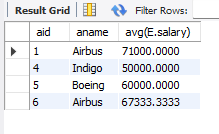 Result Grid Filter Rows:
aid aname avg(E.salary)
1 Airbus 71000.0000
4 Indigo 50000.0000
5 Boeing 60000.0000
6 Airbus 67333.3333